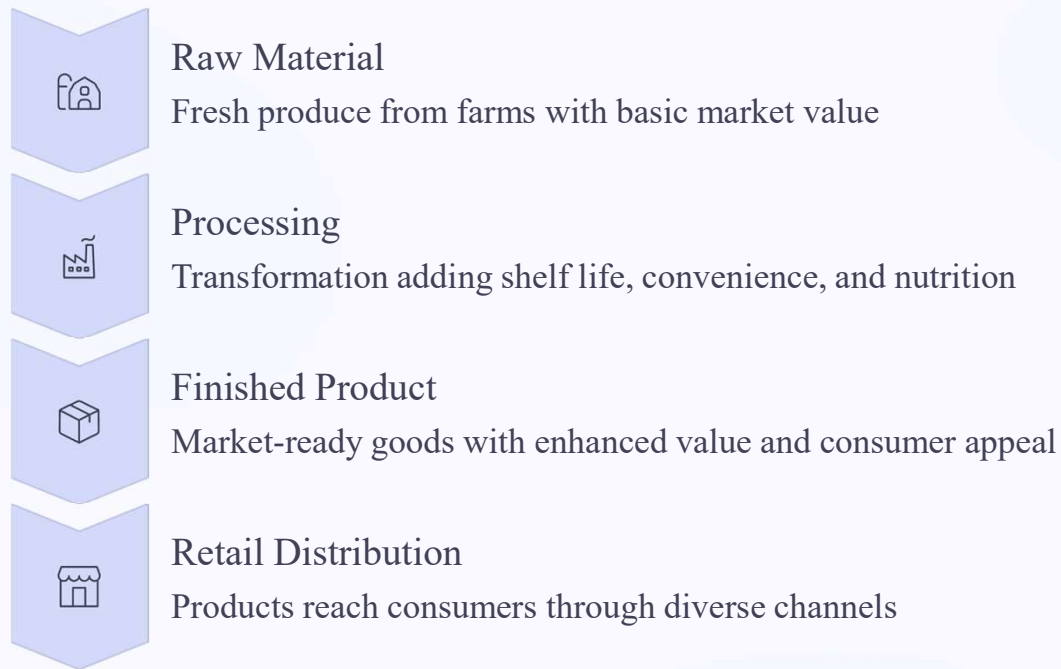 Raw Material
Fresh produce from farms with basic market value
Processing
Transformation adding shelf life, convenience, and nutrition
Finished Product
Market-ready goods with enhanced value and consumer appeal
Retail Distribution
Products reach consumers through diverse channels